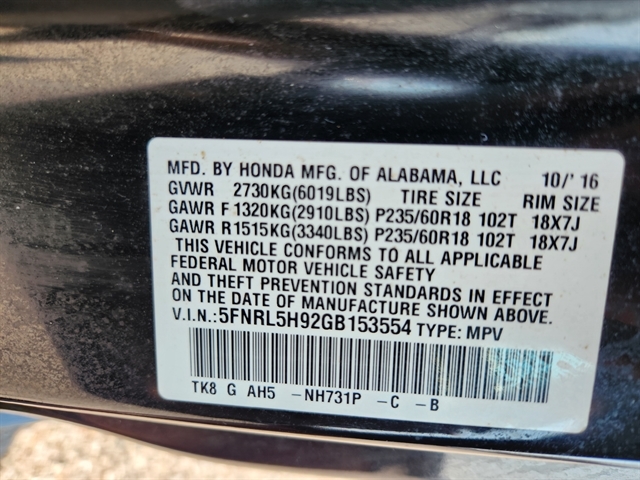 MFD. BY HONDA MFG. OF ALABAMA, LLC 10/'16
GVWR 2730KG(6019LBS) TIRE SIZE RIM SIZE
GAWR F 1320KG(2910LBS) P235/60R18 102T 18X7J
GAWR R 1515KG(3340LBS) P235/60R18 102T 18X7J
THIS VEHICLE CONFORMS TO ALL APPLICABLE
FEDERAL MOTOR VEHICLE SAFETY
AND THEFT PREVENTION STANDARDS IN EFFECT
ON THE DATE OF MANUFACTURE SHOWN ABOVE.
V.I.N.:5FNRL5H92GB153554 TYPE: MPV
TK8 G AH5 -NH731P -C -B